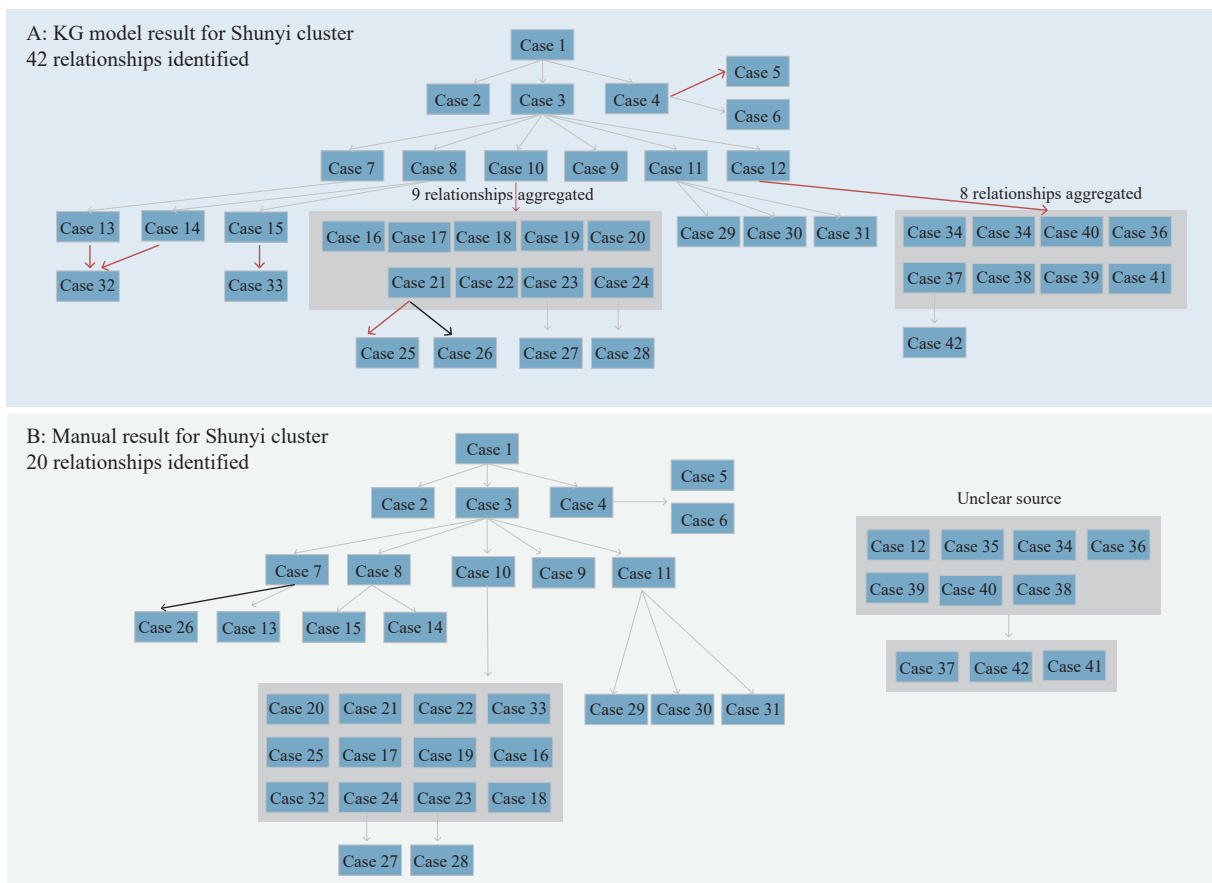 A: KG model result for Shunyi cluster
42 relationships identified
Case 1
Case 2
Case 3
Case 4
Case 5
Case 6
Case 7
Case 8
Case 10
Case 9
Case 11
Case 12
9 relationships aggregated
8 relationships aggregated
Case 13
Case 14
Case 15
Case 32
Case 33
Case 16
Case 17
Case 18
Case 19
Case 20
Case 21
Case 22
Case 23
Case 24
Case 25
Case 26
Case 27
Case 28
Case 29
Case 30
Case 31
Case 34
Case 34
Case 40
Case 36
Case 37
Case 38
Case 39
Case 41
Case 42
B: Manual result for Shunyi cluster
20 relationships identified
Case 1
Case 2
Case 3
Case 4
Case 5
Case 6
Case 7
Case 8
Case 10
Case 9
Case 11
Case 26
Case 13
Case 15
Case 14
Case 20
Case 21
Case 22
Case 33
Case 25
Case 17
Case 19
Case 16
Case 32
Case 24
Case 23
Case 18
Case 27
Case 28
Case 29
Case 30
Case 31
Unclear source
Case 12
Case 35
Case 34
Case 36
Case 39
Case 40
Case 38
Case 37
Case 42
Case 41